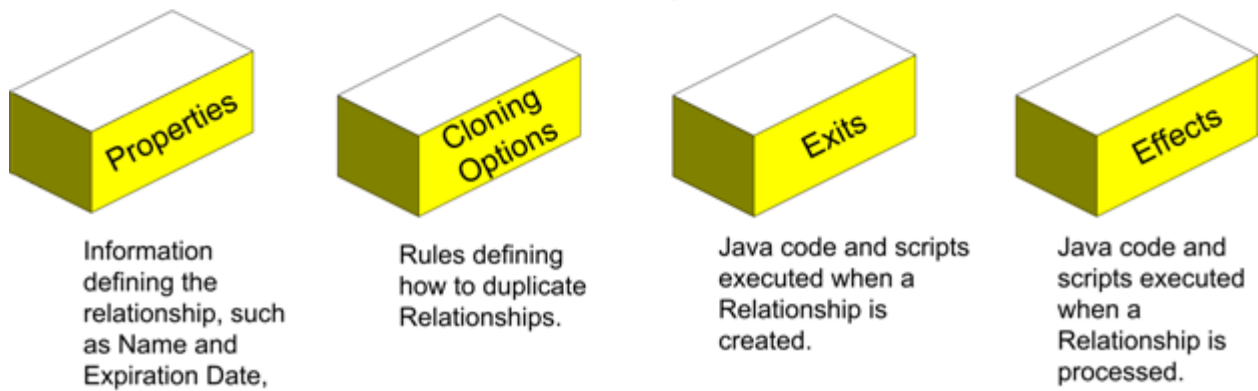 Properties
Cloning
Options
Exits
Effects
Information
defining the
relationship, such
as Name and
Expiration Date,
Rules defining
how to duplicate
Relationships.
Java code and scripts
executed when a
Relationship is
created.
Java code and
scripts executed
when a
Relationship is
processed.